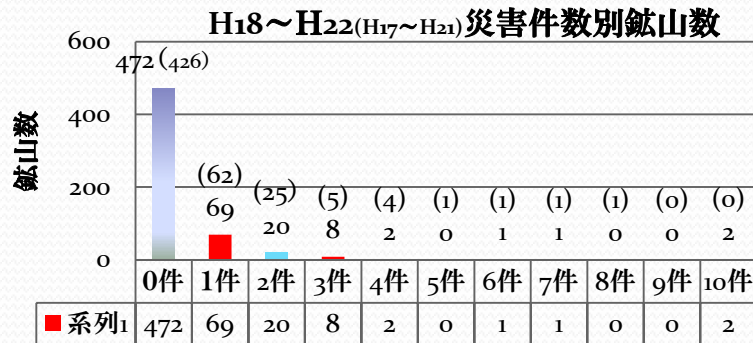 H18～H22(H17～H21)災害件数別鉱山数
鉱山数
600
400
200
0
472(426)
(62) (25) (5) (4) (1) (1) (1) (1) (0) (0)
69 20 8 2 0 1 1 0 0 2
0件 1件 2件 3件 4件 5件 6件 7件 8件 9件 10件
系列1 472 69 20 8 2 0 1 1 0 0 2